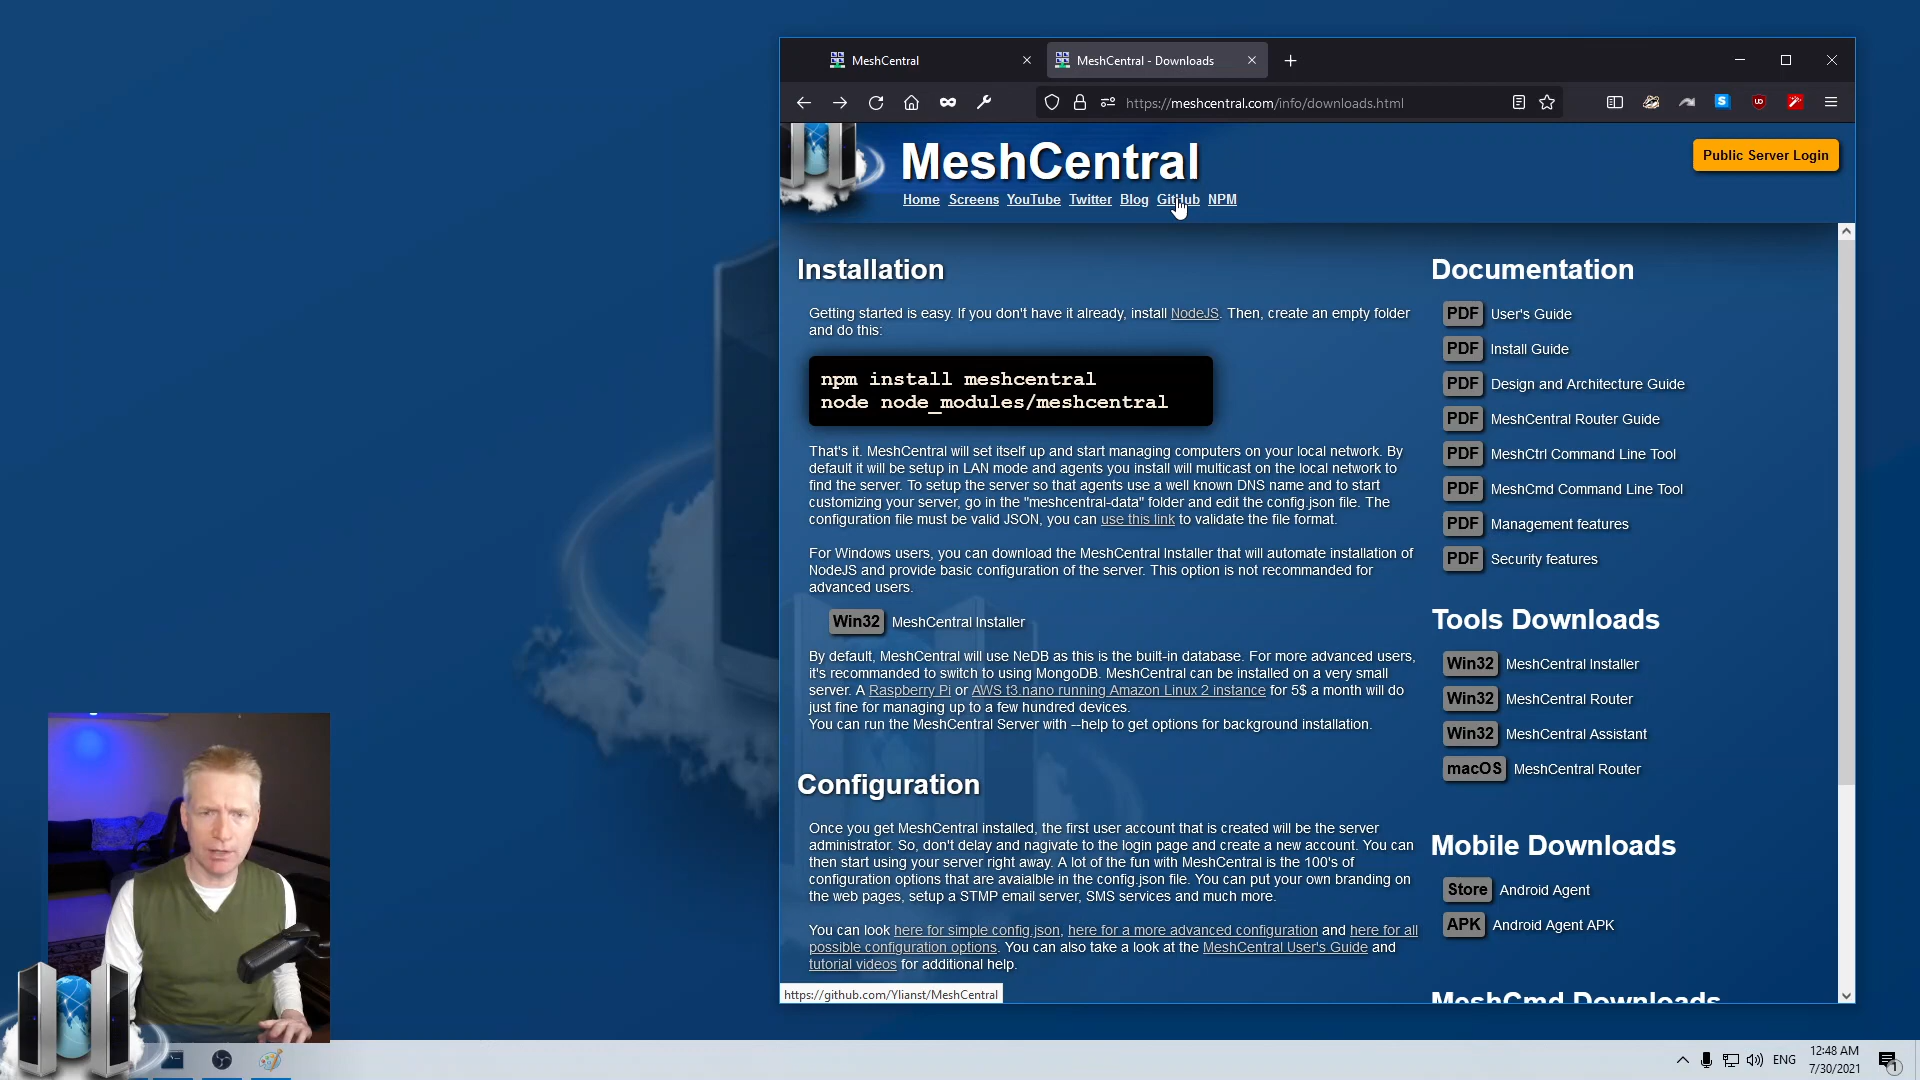 MeshCentral
MeshCentral - Downloads
https://meshcentral.com/info/downloads.html
MeshCentral
Public Server Login
Home Screens YouTube Twitter Blog GitHub NPM
Installation
Getting started is easy. If you don't have it already, install NodeJS. Then, create an empty folder
and do this:
npm install meshcentral
node node_modules/meshcentral
That's it. MeshCentral will set itself up and start managing computers on your local network. By
default it will be setup in LAN mode and agents you install will multicast on the local network to
find the server. To setup the server so that agents use a well known DNS name and to start
customizing your server, go in the "meshcentral-data" folder and edit the config.json file. The
configuration file must be valid JSON, you can use this link to validate the file format.
For Windows users, you can download the MeshCentral Installer that will automate installation of
NodeJS and provide basic configuration of the server. This option is not recommanded for
advanced users.
Win32 MeshCentral Installer
By default, MeshCentral will use NeDB as this is the built-in database. For more advanced users,
it's recommanded to switch to using MongoDB. MeshCentral can be installed on a very small
server. A Raspberry Pi or AWS t3.nano running Amazon Linux 2 instance for 5$ a month will do
just fine for managing up to a few hundred devices.
You can run the MeshCentral Server with --help to get options for background installation.
Configuration
Once you get MeshCentral installed, the first user account that is created will be the server
administrator. So, don't delay and nagivate to the login page and create a new account. You can
then start using your server right away. A lot of the fun with MeshCentral is the 100's of
configuration options that are avaialble in the config.json file. You can put your own branding on
the web pages, setup a STMP email server, SMS services and much more.
You can look here for simple config.json, here for a more advanced configuration and here for all
possible configuration options. You can also take a look at the MeshCentral User's Guide and
tutorial videos for additional help.
https://github.com/Ylianst/MeshCentral
Documentation
PDF User's Guide
PDF Install Guide
PDF Design and Architecture Guide
PDF MeshCentral Router Guide
PDF MeshCtrl Command Line Tool
PDF MeshCmd Command Line Tool
PDF Management features
PDF Security features
Tools Downloads
Win32 MeshCentral Installer
Win32 MeshCentral Router
Win32 MeshCentral Assistant
macOS MeshCentral Router
Mobile Downloads
Store Android Agent
APK Android Agent APK
MeshCmd Downloads
ENG
12:48 AM
7/30/2021
1